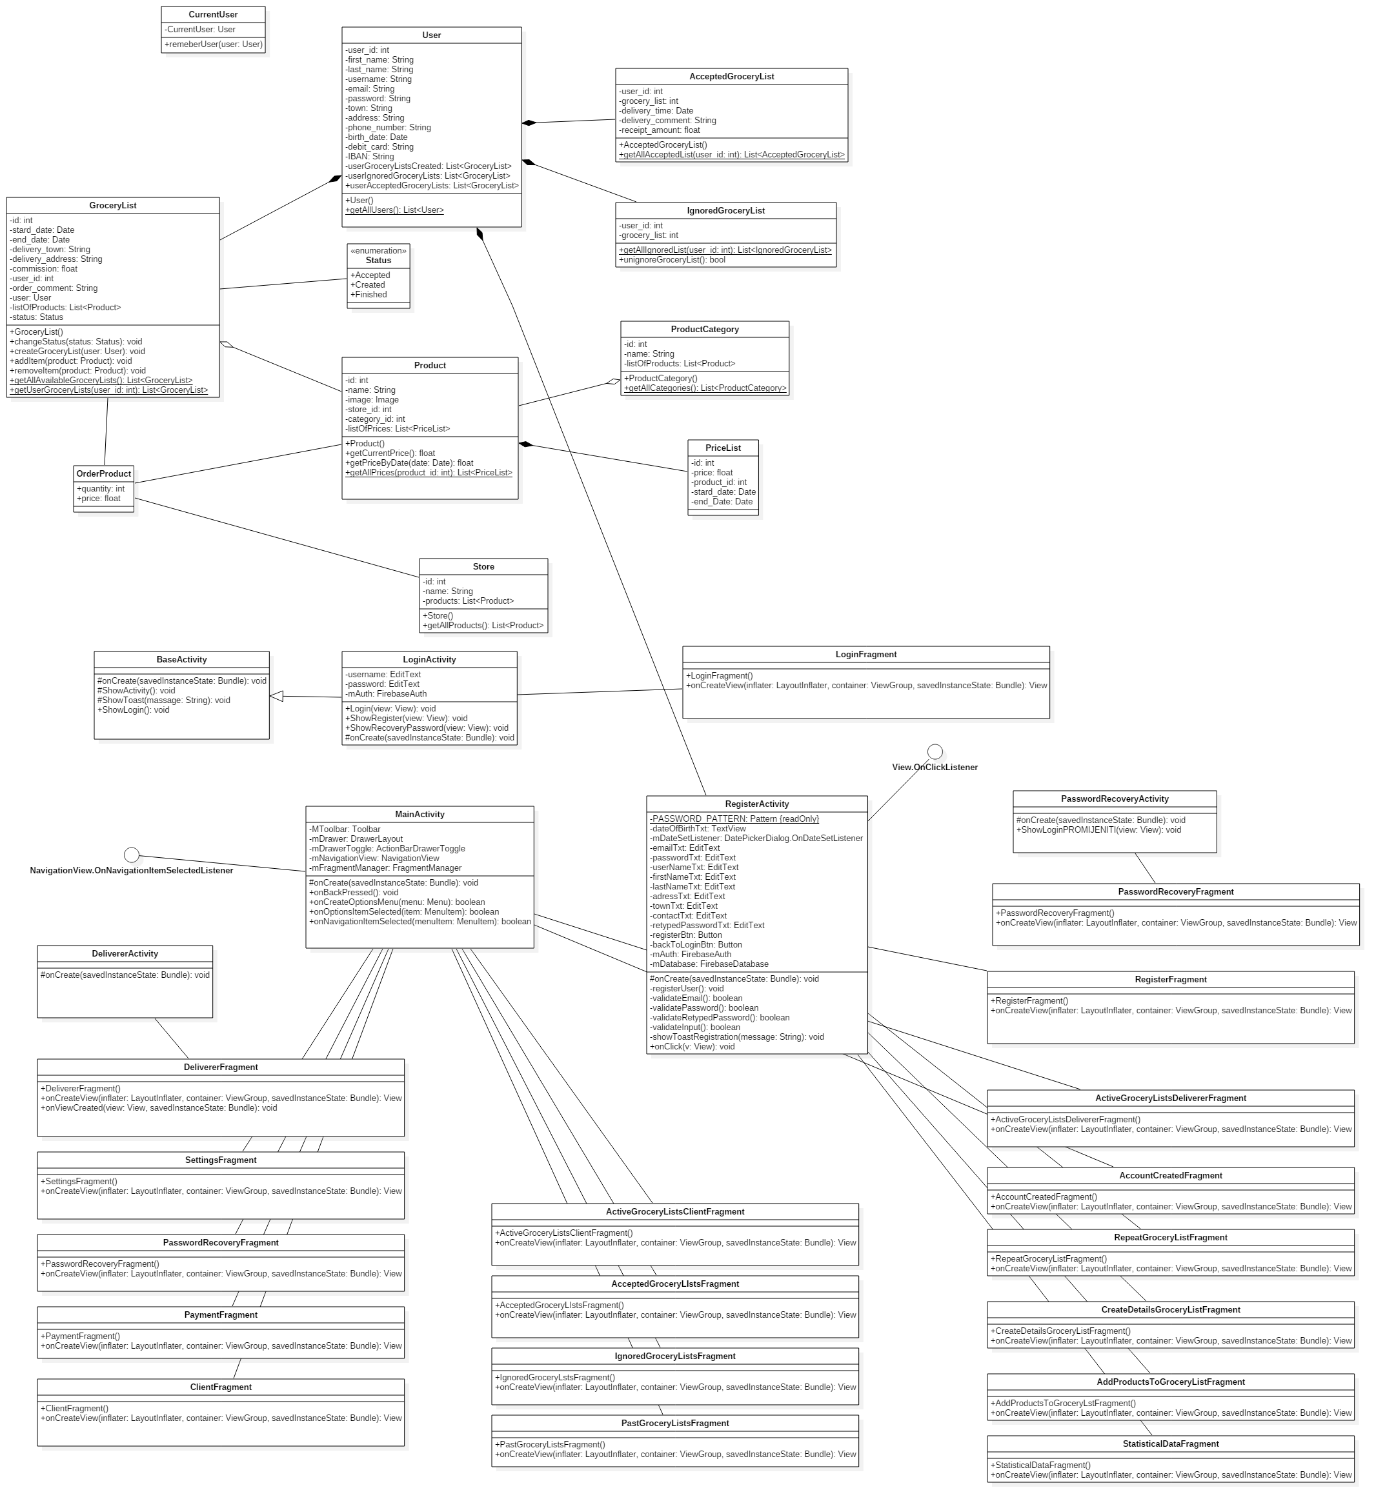 CurrentUser
-CurrentUser: User
+remeberUser(user: User)
User
-user_id: int
-first_name: String
-last_name: String
-username: String
-email: String
-password: String
-town: String
-address: String
-phone_number: String
-birth_date: Date
-debit_card: String
-IBAN: String
-userGroceryListsCreated: List<GroceryList>
-userIgnoredGroceryLists: List<GroceryList>
+userAcceptedGroceryLists: List<GroceryList>
+User()
+getAllUsers(): List<User>
AcceptedGroceryList
-user_id: int
-grocery_list: int
-delivery_time: Date
-delivery_comment: String
-receipt_amount: float
+AcceptedGroceryList()
+getAllAcceptedList(user_id: int): List<AcceptedGroceryList>
IgnoredGroceryList
-user_id: int
-grocery_list: int
+getAllIgnoredList(user_id: int): List<IgnoredGroceryList>
+unignoreGroceryList(): bool
GroceryList
-id: int
-stard_date: Date
-end_date: Date
-delivery_town: String
-delivery_address: String
-commission: float
-user_id: int
-order_comment: String
-user: User
-listOfProducts: List<Product>
-status: Status
+GroceryList()
+changeStatus(status: Status): void
+createGroceryList(user: User): void
+addItem(product: Product): void
+removeItem(product: Product): void
+getAllAvailableGroceryLists(): List<GroceryList>
+getUserGroceryLists(user_id: int): List<GroceryList>
«enumeration»
Status
+Accepted
+Created
+Finished
ProductCategory
-id: int
-name: String
-listOfProducts: List<Product>
+ProductCategory()
+getAllCategories(): List<ProductCategory>
Product
-id: int
-name: String
-image: Image
-store_id: int
-category_id: int
-listOfPrices: List<PriceList>
+Product()
+getCurrentPrice(): float
+getPriceByDate(date: Date): float
+getAllPrices(product_id: int): List<PriceList>
PriceList
-id: int
-price: float
-product_id: int
-stard_date: Date
-end_Date: Date
OrderProduct
+quantity: int
+price: float
Store
-id: int
-name: String
-products: List<Product>
+Store()
+getAllProducts(): List<Product>
BaseActivity
#onCreate(savedInstanceState: Bundle): void
#ShowActivity(): void
#ShowToast(massage: String): void
+ShowLogin(): void
LoginActivity
-username: EditText
-password: EditText
-mAuth: FirebaseAuth
+Login(view: View): void
+ShowRegister(view: View): void
+ShowRecoveryPassword(view: View): void
#onCreate(savedInstanceState: Bundle): void
LoginFragment
+LoginFragment()
+onCreateView(inflater: LayoutInflater, container: ViewGroup, savedInstanceState: Bundle): View
View.OnClickListener
NavigationView.OnNavigationItemSelectedListener
MainActivity
-MToolbar: Toolbar
-mDrawer: DrawerLayout
-mDrawerToggle: ActionBarDrawerToggle
-mNavigationView: NavigationView
-mFragmentManager: FragmentManager
#onCreate(savedInstanceState: Bundle): void
+onBackPressed(): void
+onCreateOptionsMenu(menu: Menu): boolean
+onOptionsItemSelected(item: MenuItem): boolean
+onNavigationItemSelected(menuItem: MenuItem): boolean
RegisterActivity
-PASSWORD_PATTERN: Pattern {readOnly}
-dateOfBirthTxt: TextView
-mDateSetListener: DatePickerDialog.OnDateSetListener
-emailTxt: EditText
-passwordTxt: EditText
-userNameTxt: EditText
-firstNameTxt: EditText
-lastNameTxt: EditText
-adressTxt: EditText
-townTxt: EditText
-contactTxt: EditText
-retypedPasswordTxt: EditText
-registerBtn: Button
-backToLoginBtn: Button
-mAuth: FirebaseAuth
-mDatabase: FirebaseDatabase
#onCreate(savedInstanceState: Bundle): void
-registerUser(): void
-validateEmail(): boolean
-validatePassword(): boolean
-validateRetypedPassword(): boolean
-validateInput(): boolean
-showToastRegistration(message: String): void
+onClick(v: View): void
PasswordRecoveryActivity
#onCreate(savedInstanceState: Bundle): void
+ShowLoginPROMIJENITI(view: View): void
PasswordRecoveryFragment
+PasswordRecoveryFragment()
+onCreateView(inflater: LayoutInflater, container: ViewGroup, savedInstanceState: Bundle): View
RegisterFragment
+RegisterFragment()
+onCreateView(inflater: LayoutInflater, container: ViewGroup, savedInstanceState: Bundle): View
DelivererActivity
#onCreate(savedInstanceState: Bundle): void
DelivererFragment
+DelivererFragment()
+onCreateView(inflater: LayoutInflater, container: ViewGroup, savedInstanceState: Bundle): View
+onViewCreated(view: View, savedInstanceState: Bundle): void
SettingsFragment
+SettingsFragment()
+onCreateView(inflater: LayoutInflater, container: ViewGroup, savedInstanceState: Bundle): View
PasswordRecoveryFragment
+PasswordRecoveryFragment()
+onCreateView(inflater: LayoutInflater, container: ViewGroup, savedInstanceState: Bundle): View
PaymentFragment
+PaymentFragment()
+onCreateView(inflater: LayoutInflater, container: ViewGroup, savedInstanceState: Bundle): View
ClientFragment
+ClientFragment()
+onCreateView(inflater: LayoutInflater, container: ViewGroup, savedInstanceState: Bundle): View
ActiveGroceryListsClientFragment
+ActiveGroceryListsClientFragment()
+onCreateView(inflater: LayoutInflater, container: ViewGroup, savedInstanceState: Bundle): View
AcceptedGroceryLIstsFragment
+AcceptedGroceryLIstsFragment()
+onCreateView(inflater: LayoutInflater, container: ViewGroup, savedInstanceState: Bundle): View
IgnoredGroceryListsFragment
+IgnoredGroceryLstsFragment()
+onCreateView(inflater: LayoutInflater, container: ViewGroup, savedInstanceState: Bundle): View
PastGroceryListsFragment
+PastGroceryListsFragment()
+onCreateView(inflater: LayoutInflater, container: ViewGroup, savedInstanceState: Bundle): View
ActiveGroceryListsDelivererFragment
+ActiveGroceryListsDelivererFragment()
+onCreateView(inflater: LayoutInflater, container: ViewGroup, savedInstanceState: Bundle): View
AccountCreatedFragment
+AccountCreatedFragment()
+onCreateView(inflater: LayoutInflater, container: ViewGroup, savedInstanceState: Bundle): View
RepeatGroceryListFragment
+RepeatGroceryListFragment()
+onCreateView(inflater: LayoutInflater, container: ViewGroup, savedInstanceState: Bundle): View
CreateDetailsGroceryListFragment
+CreateDetailsGroceryListFragment()
+onCreateView(inflater: LayoutInflater, container: ViewGroup, savedInstanceState: Bundle): View
AddProductsToGroceryListFragment
+AddProductsToGroceryLstFragment()
+onCreateView(inflater: LayoutInflater, container: ViewGroup, savedInstanceState: Bundle): View
StatisticalDataFragment
+StatisticalDataFragment()
+onCreateView(inflater: LayoutInflater, container: ViewGroup, savedInstanceState: Bundle): View